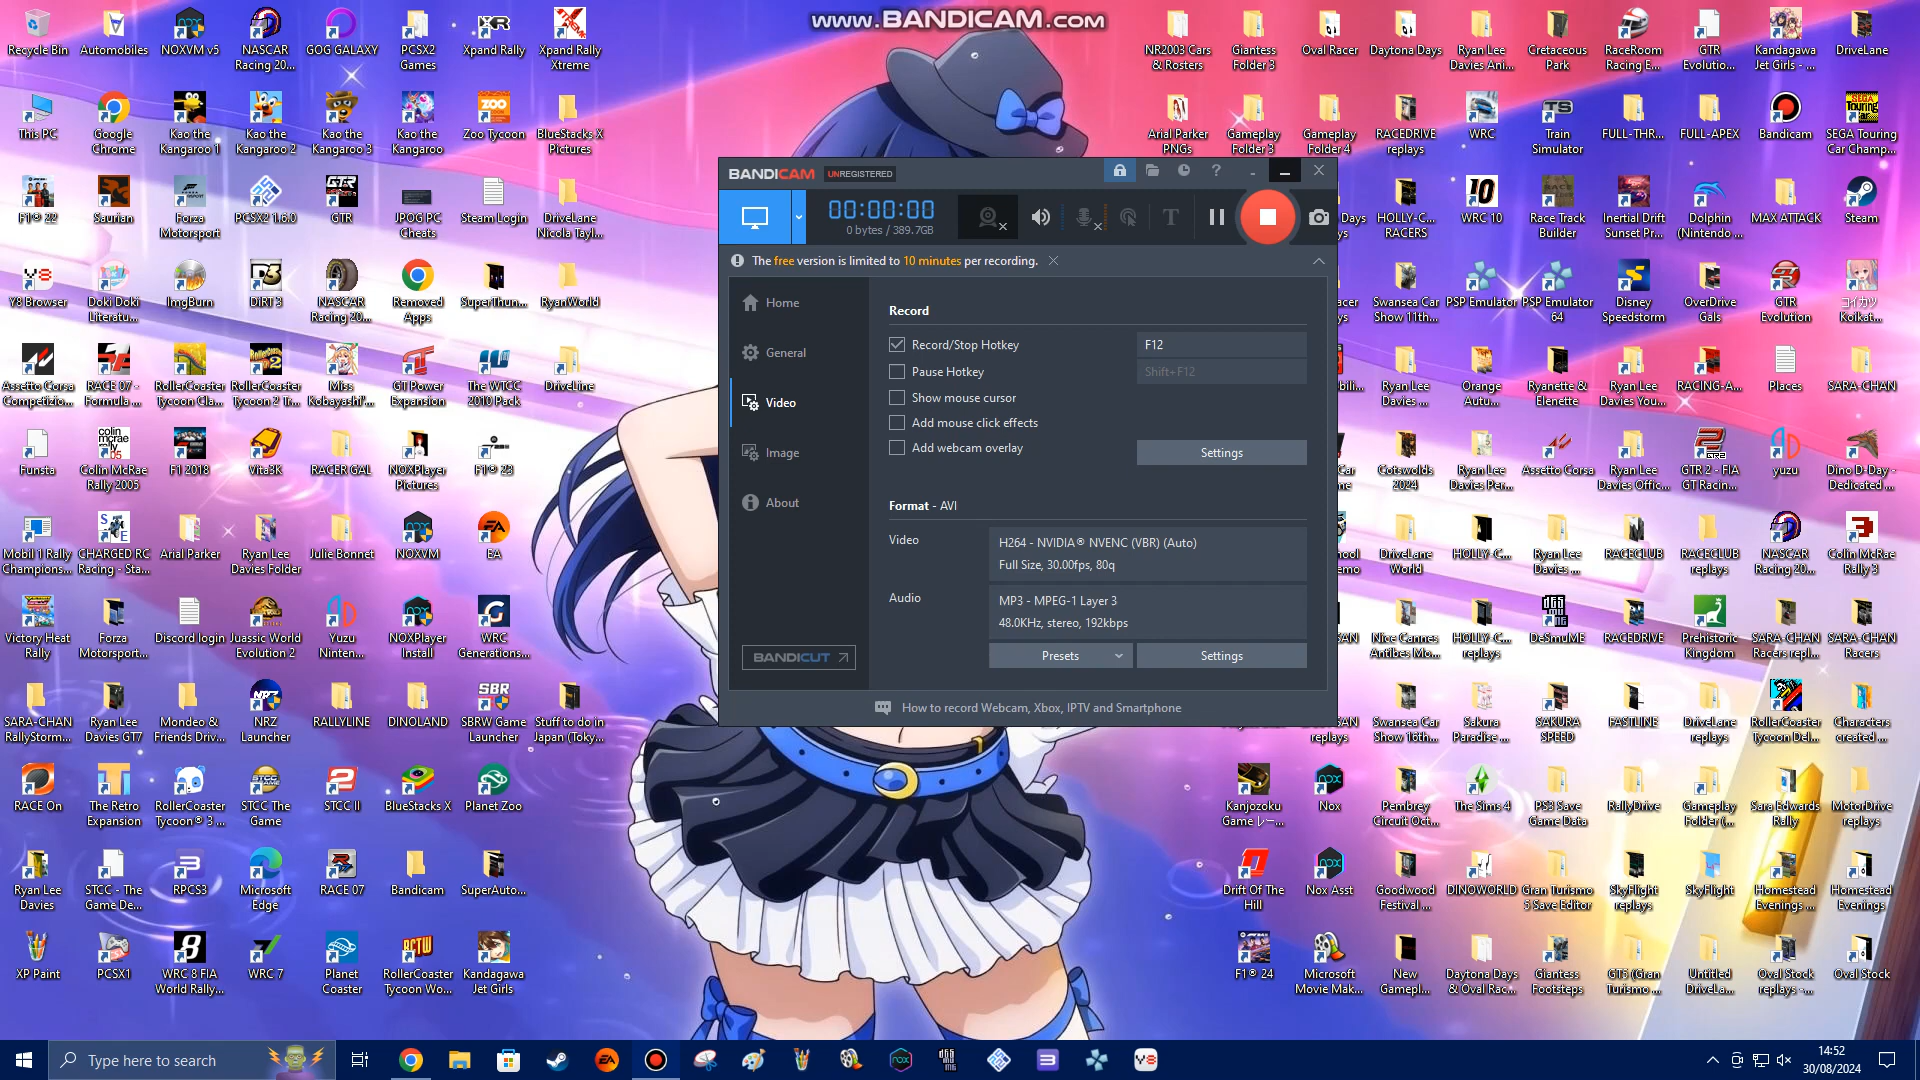 www.BANDICAM.com
Recycle Bin
Automobiles
NOXVM v5
NASCAR
Racing 20...
GOG GALAXY
PCSX2
Games
Xpand Rally
Xpand Rally
Xtreme
NR2003 Cars
& Rosters
Giantess
Folder 3
Oval Racer
Daytona Days
Ryan Lee
Davies Ani...
Cretaceous
Park
RaceRoom
Racing E...
GTR
Evolutio...
Kandagawa
Jet Girls - ...
DriveLane
This PC
Google
Chrome
Kao the
Kangaroo 1
Kao the
Kangaroo 2
Kao the
Kangaroo 3
Kao the
Kangaroo
Zoo Tycoon
BlueStacks X
Pictures
Arial Parker
PNGs
Gameplay
Folder 3
Gameplay
Folder 4
RACEDRIVE
replays
WRC
Train
Simulator
FULL-THR...
FULL-APEX
Bandicam
SEGA Touring
Car Champ...
BANDICAM UNREGISTERED
00:00:00
0 bytes / 389.7GB
The free version is limited to 10 minutes per recording.
Home
General
Video
Image
About
BANDICUT
Record
Record/Stop Hotkey
F12
Pause Hotkey
Shift+F12
Show mouse cursor
Add mouse click effects
Add webcam overlay
Settings
Format - AVI
Video
H264 - NVIDIA® NVENC (VBR) (Auto)
Full Size, 30.00fps, 80q
Audio
MP3 - MPEG-1 Layer 3
48.0KHz, stereo, 192kbps
Presets
Settings
How to record Webcam, Xbox, IPTV and Smartphone
F1® 22
Saurian
Forza
Motorsport
PCSX2 1.6.0
GTR
JPOG PC
Cheats
Steam Login
DriveLane
Nicola Tayl...
HOLLY-C...
RACERS
WRC 10
Race Track
Builder
Inertial Drift
Sunset Pr...
Dolphin
(Nintendo ...
MAX ATTACK
Steam
Y8 Browser
Doki Doki
Literatu...
ImgBurn
DiRT 3
NASCAR
Racing 20...
Removed
Apps
SuperThun...
RyanWorld
Swansea Car
Show 11th...
PSP Emulator
PSP Emulator
64
Disney
Speedstorm
OverDrive
Gals
GTR
Evolution
コイカツ
Koikat...
Assetto Corsa
Competizio...
RACE 07 -
Formula ...
RollerCoaster
Tycoon Cla...
RollerCoaster
Tycoon 2 Tr...
Miss
Kobayashi'...
GT Power
Expansion
The WTCC
2010 Pack
DriveLine
Ryan Lee
Davies ...
Orange
Autu...
Ryanette &
Elenette
Ryan Lee
Davies You...
RACING-A...
Places
SARA-CHAN
Funsta
Colin McRae
Rally 2005
F1 2018
Vita3K
RACER GAL
NOXPlayer
Pictures
F1® 23
Cotswolds
2024
Ryan Lee
Davies Per...
Assetto Corsa
Ryan Lee
Davies Offic...
GTR 2 - FIA
GT Racin...
yuzu
Dino D-Day -
Dedicated ...
Mobil 1 Rally
Champions...
CHARGED RC
Racing - Sta...
Arial Parker
Ryan Lee
Davies Folder
Julie Bonnet
NOXVM
EA
DriveLane
World
HOLLY-C...
Ryan Lee
Davies ...
RACECLUB
RACECLUB
replays
NASCAR
Racing 20...
Colin McRae
Rally 3
Victory Heat
Rally
Forza
Motorsport...
Discord login
Juassic World
Evolution 2
Yuzu
Ninten...
NOXPlayer
Install
WRC
Generations...
Nice Cannes
Antibes Mo...
HOLLY-C...
replays
DeSmuME
RACEDRIVE
Prehistoric
Kingdom
SARA-CHAN
Racers repl...
SARA-CHAN
Racers
SARA-CHAN
RallyStorm...
Ryan Lee
Davies GT7
Mondeo &
Friends Driv...
NRZ
Launcher
RALLYLINE
DINOLAND
SBRW Game
Launcher
Stuff to do in
Japan (Toky...
replays
Swansea Car
Show 16th...
Sakura
Paradise ...
SAKURA
SPEED
FASTLINE
DriveLane
replays
RollerCoaster
Tycoon Del...
Characters
created ...
RACE On
The Retro
Expansion
RollerCoaster
Tycoon® 3 ...
STCC The
Game
STCC II
BlueStacks X
Planet Zoo
Kanjozoku
Game レー...
Nox
Pembrey
Circuit Oct...
The Sims 4
PS3 Save
Game Data
RallyDrive
Gameplay
Folder (...
Sara Edwards
Rally
MotorDrive
replays
Ryan Lee
Davies
STCC - The
Game De...
RPCS3
Microsoft
Edge
RACE 07
Bandicam
SuperAuto...
Drift Of The
Hill
Nox Asst
Goodwood
Festival ...
DINOWORLD
Gran Turismo
5 Save Editor
SkyFlight
replays
SkyFlight
Homestead
Evenings ...
Homestead
Evenings
XP Paint
PCSX1
WRC 8 FIA
World Rally...
WRC 7
Planet
Coaster
RollerCoaster
Tycoon Wo...
Kandagawa
Jet Girls
F1® 24
Microsoft
Movie Mak...
New
Gamepl...
Daytona Days
& Oval Rac...
Giantess
Footsteps
GT6 (Gran
Turismo ...
Untitled
DriveLa...
Oval Stock
replays -...
Oval Stock
Type here to search
14:52
30/08/2024